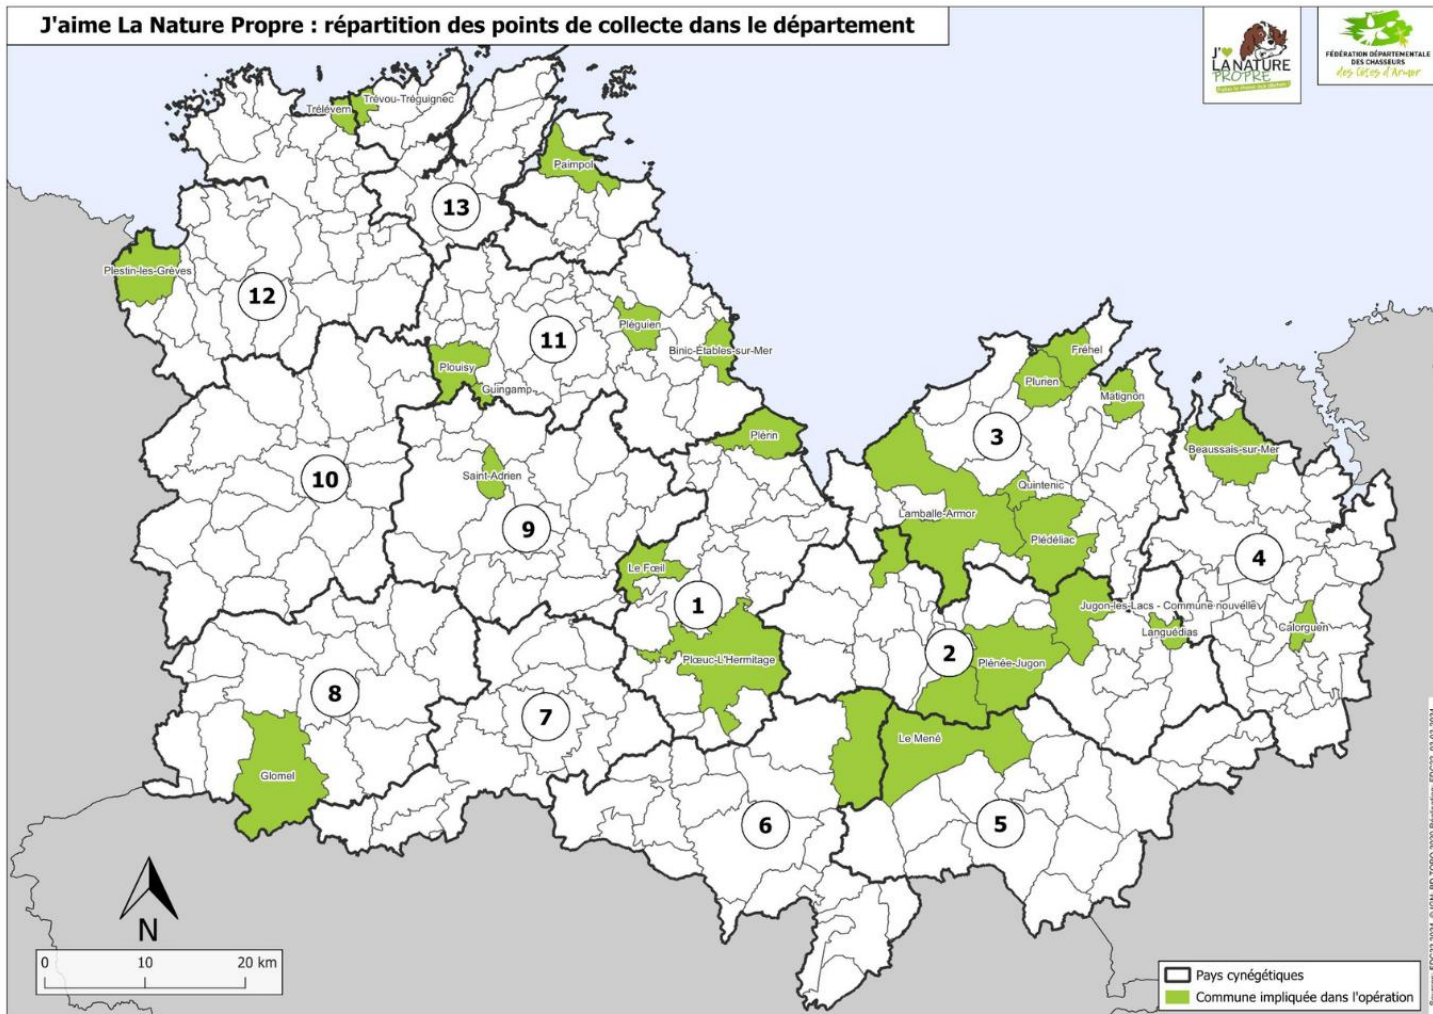 J'aime La Nature Propre : répartition des points de collecte dans le département
J'
LA NATURE
PROPRE
FÉDÉRATION DÉPARTEMENTALE
DES CHASSEURS
des Côtes d'Armor
Trélévern
Trévou-Tréguignec
Paimpol
13
Plestin-les-Grèves
12
11
Pléguien
Binic-Étables-sur-Mer
Plouisy
Guingamp
Fréhel
Plurien
Matignon
Plérin
3
Beaussais-sur-Mer
10
Saint-Adrien
Quintenic
9
Lamballe-Armor
Plédéliac
4
Le Fœil
1
Jugon-les-Lacs - Commune nouvelle
Languédias
Calorguen
2
Plœuc-L'Hermitage
Plénée-Jugon
8
7
Le Mené
Glomel
6
5
N
0 10 20 km
Pays cynégétiques
Commune impliquée dans l'opération